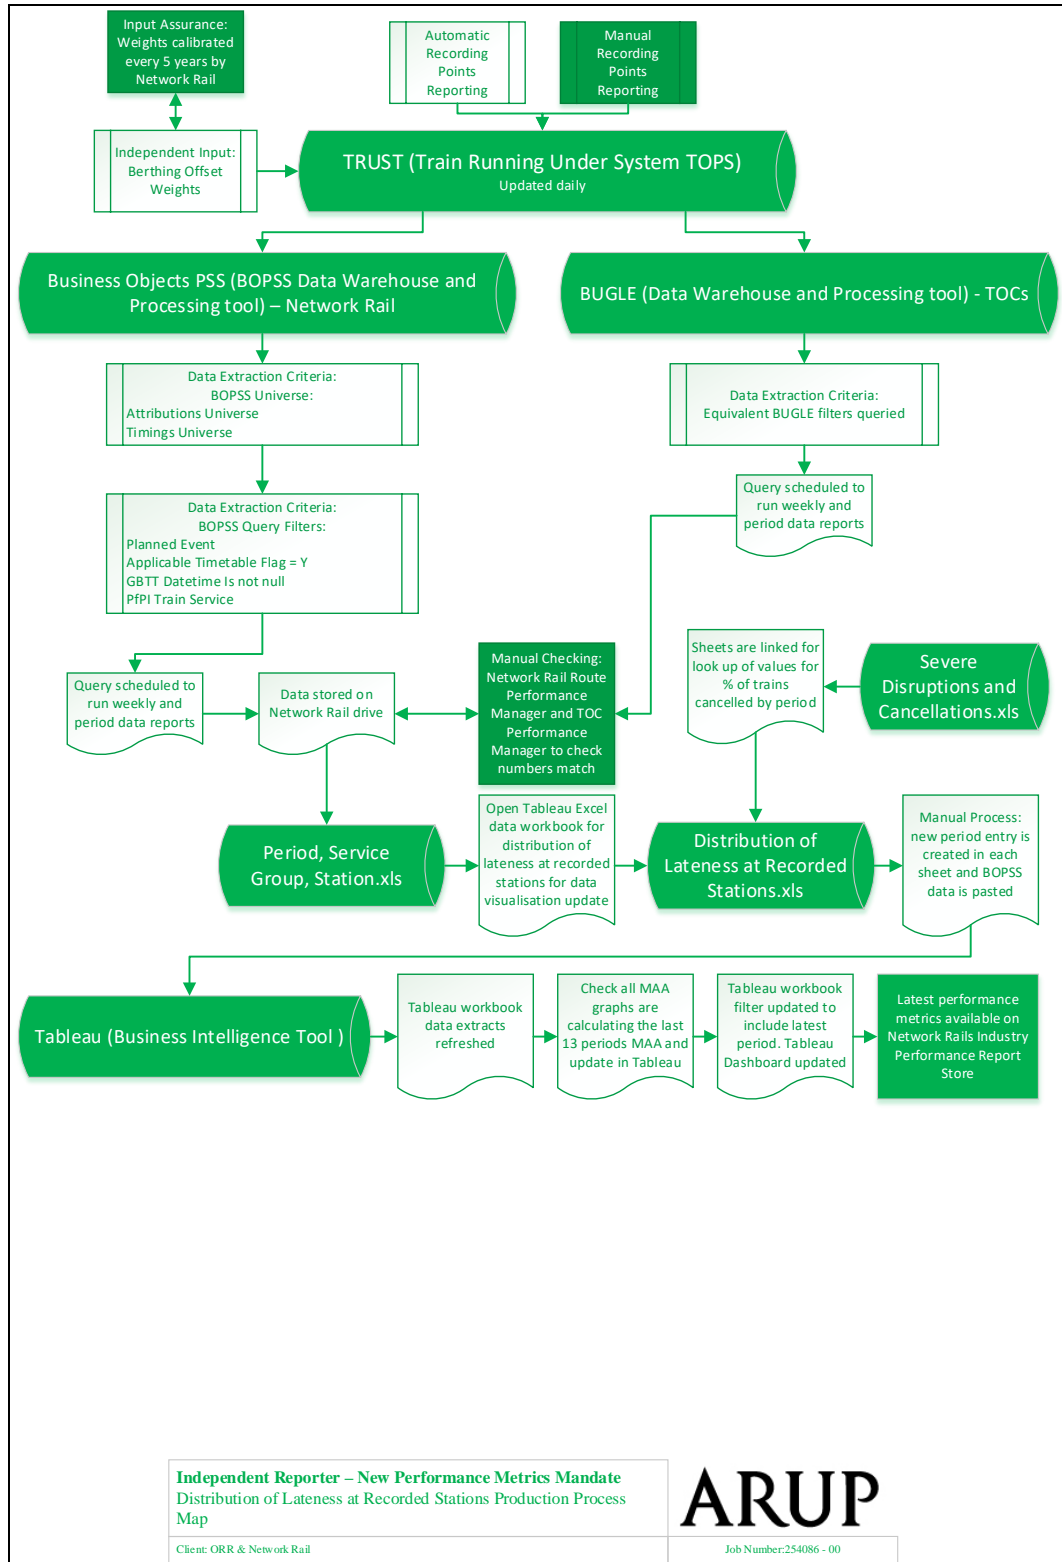 Input Assurance:
Weights calibrated
every 5 years by
Network Rail
Automatic
Recording
Points
Reporting
Manual
Recording
Points
Reporting
Independent Input:
Berthing Offset
Weights
TRUST (Train Running Under System TOPS)
Updated daily
Business Objects PSS (BOPSS Data Warehouse and
Processing tool) – Network Rail
BUGLE (Data Warehouse and Processing tool) - TOCs
Data Extraction Criteria:
BOPSS Universe:
Attributions Universe
Timings Universe
Data Extraction Criteria:
Equivalent BUGLE filters queried
Data Extraction Criteria:
BOPSS Query Filters:
Planned Event
Applicable Timetable Flag = Y
GBTT Datetime Is not null
PfPI Train Service
Query scheduled to
run weekly and
period data reports
Query scheduled to
run weekly and
period data reports
Data stored on
Network Rail drive
Manual Checking:
Network Rail Route
Performance
Manager and TOC
Performance
Manager to check
numbers match
Sheets are linked for
look up of values for
% of trains
cancelled by period
Severe
Disruptions and
Cancellations.xls
Period, Service
Group, Station.xls
Open Tableau Excel
data workbook for
distribution of
lateness at recorded
stations for data
visualisation update
Distribution of
Lateness at Recorded
Stations.xls
Manual Process:
new period entry is
created in each
sheet and BOPSS
data is pasted
Tableau (Business Intelligence Tool )
Tableau workbook
data extracts
refreshed
Check all MAA
graphs are
calculating the last
13 periods MAA and
update in Tableau
Tableau workbook
filter updated to
include latest
period. Tableau
Dashboard updated
Latest performance
metrics available on
Network Rails Industry
Performance Report
Store
Independent Reporter – New Performance Metrics Mandate
Distribution of Lateness at Recorded Stations Production Process
Map
ARUP
Client: ORR & Network Rail
Job Number:254086 - 00